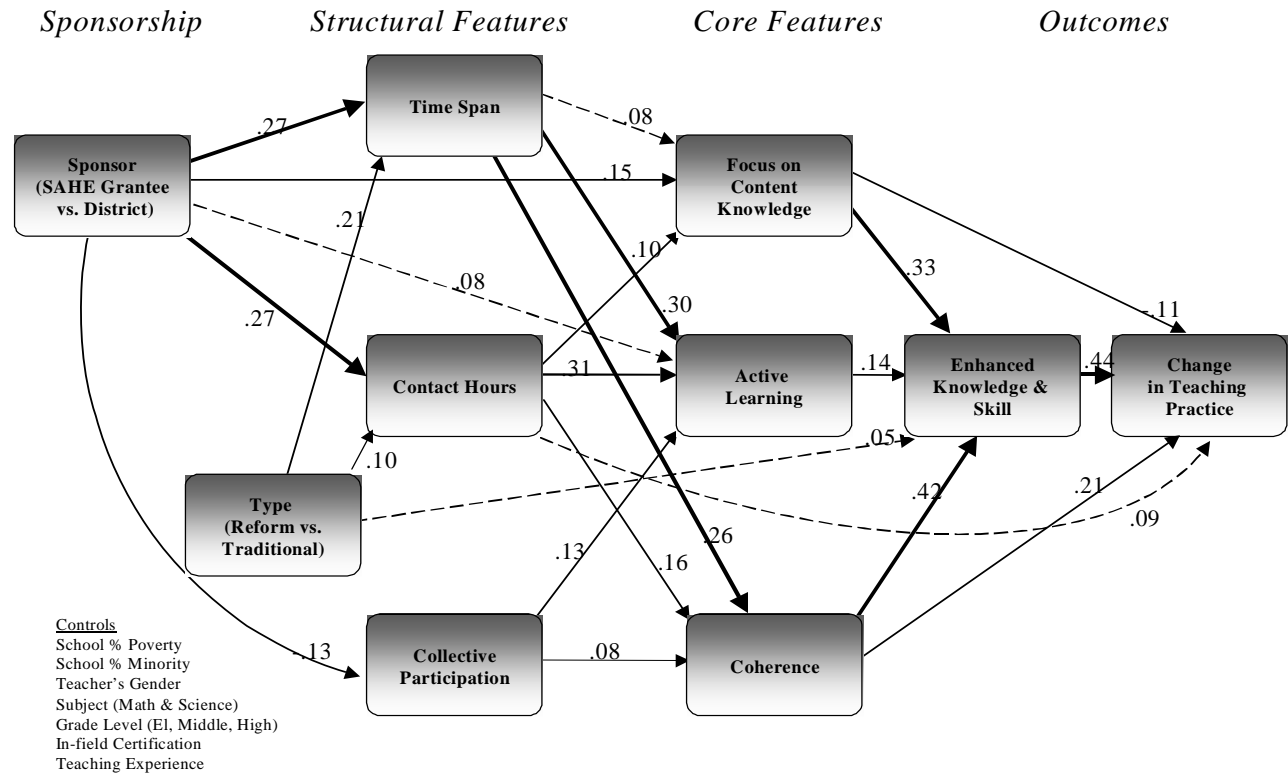 Sponsorship
Structural Features
Core Features
Outcomes
Time Span
.08
.27
Sponsor
(SAHE Grantee
vs. District)
.15
Focus on
Content
Knowledge
.21
.10
.33
.08
.27
.30
-.11
Contact Hours
.31
Active
Learning
.14
Enhanced
Knowledge &
Skill
.44
Change
in Teaching
Practice
.05
.10
Type
(Reform vs.
Traditional)
.42
.21
.09
.26
.13
.16
Controls
School % Poverty
School % Minority
Teacher's Gender
Subject (Math & Science)
Grade Level (El, Middle, High)
In-field Certification
Teaching Experience
-.13
Collective
Participation
.08
Coherence